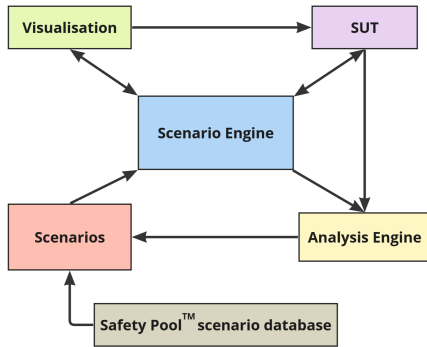 Visualisation
SUT
Scenario Engine
Scenarios
Analysis Engine
Safety Pool™ scenario database